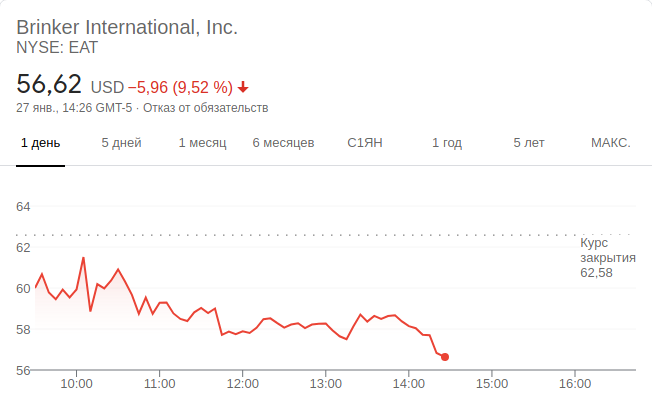 Brinker International, Inc.
NYSE: EAT
56,62 USD −5,96 (9,52 %)
27 янв., 14:26 GMT-5 · Отказ от обязательств
1 день 5 дней 1 месяц 6 месяцев С1ЯН 1 год 5 лет МАКС.
64
62
60
58
56
Курс
закрытия
62,58
10:00 11:00 12:00 13:00 14:00 15:00 16:00